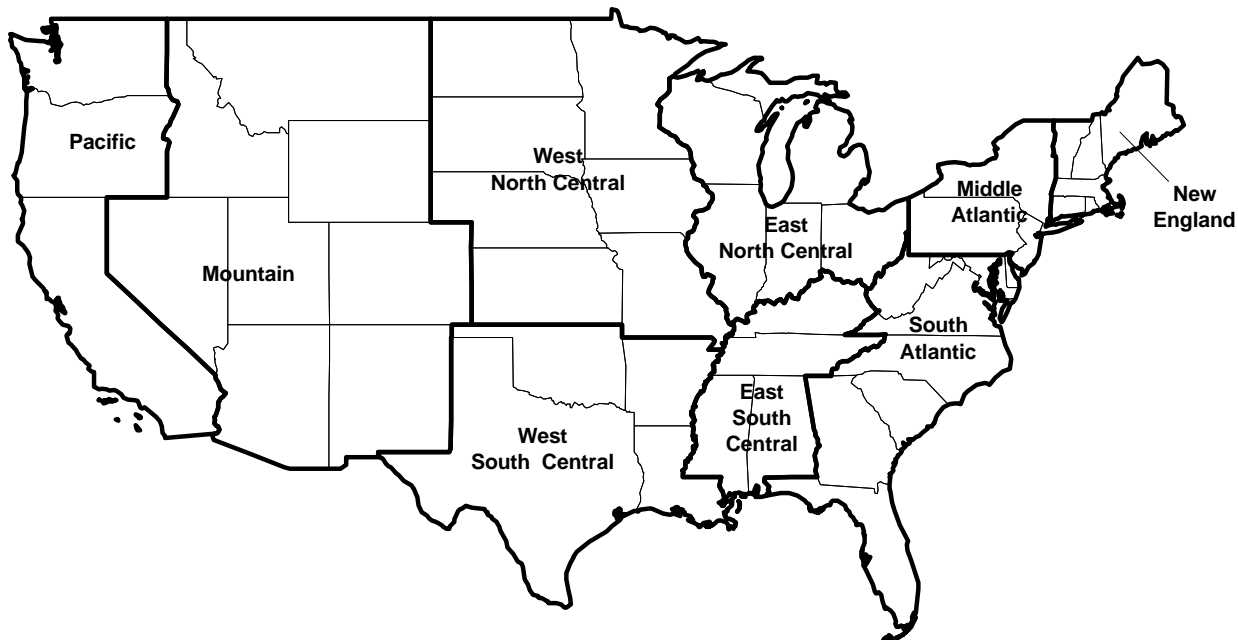 Pacific
West
North Central
Middle
Atlantic
New
England
East
North Central
Mountain
South
Atlantic
East
South
Central
West
South Central